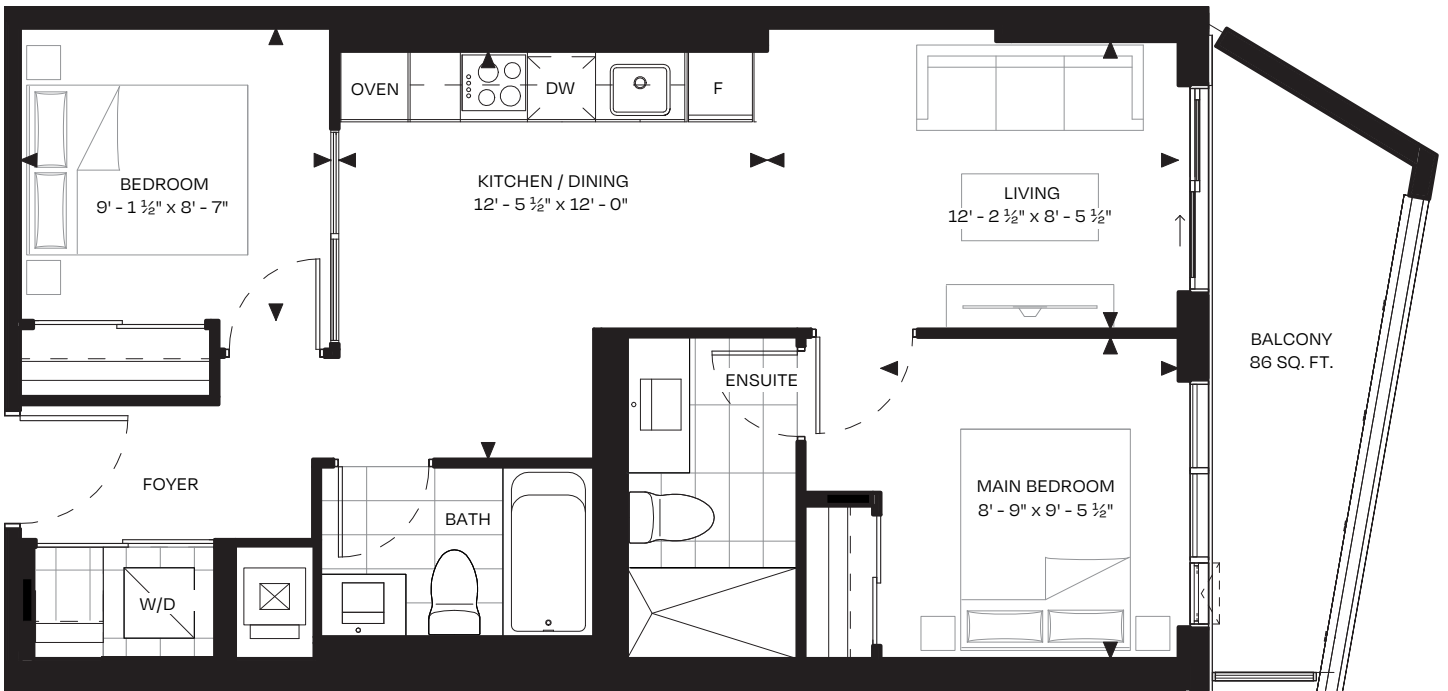 OVEN
DW
F
BEDROOM
9' - 1 ½" x 8' - 7"
KITCHEN / DINING
12' - 5 ½" x 12' - 0"
LIVING
12' - 2 ½" x 8' - 5 ½"
BALCONY
86 SQ. FT.
ENSUITE
FOYER
BATH
MAIN BEDROOM
8' - 9" x 9' - 5 ½"
W/D